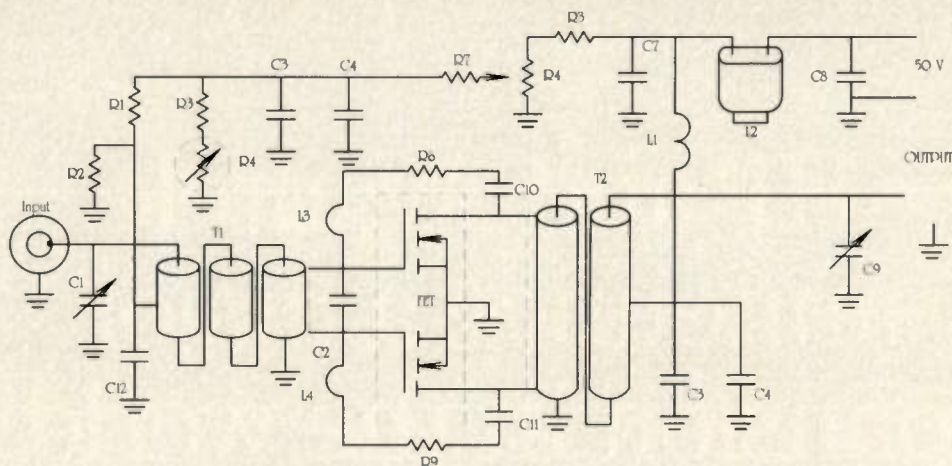 R3
C7
C3
C4
R7
R4
C8
50 V
R1
R3
L2
R4
L1
R2
R6
OUTPUT
C10
T2
Input
L3
T1
C1
FET
C9
C2
C12
L4
C3
C4
C11
R9